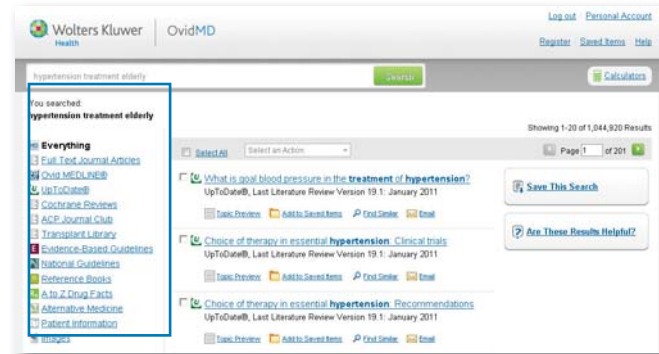 Wolters Kluwer
Health
OvidMD
Log out Personal Account
Register Saved Items Help
hypertension treatment elderly
Search
Calculators
You searched:
hypertension treatment elderly
Showing 1-20 of 1,044,920 Results
Everything
Full Text Journal Articles
Ovid MEDLINE®
UpToDate®
Cochrane Reviews
ACP Journal Club
Transplant Library
Evidence-Based Guidelines
National Guidelines
Reference Books
A to Z Drug Facts
Alternative Medicine
Patient Information
Images
Select All Select an Action
Page 1 of 201
What is goal blood pressure in the treatment of hypertension?
UpToDate®, Last Literature Review Version 19.1: January 2011
Topic Preview Add to Saved Items Find Similar Email
Choice of therapy in essential hypertension Clinical trials
UpToDate®, Last Literature Review Version 19.1: January 2011
Topic Preview Add to Saved Items Find Similar Email
Choice of therapy in essential hypertension Recommendations
UpToDate®, Last Literature Review Version 19.1: January 2011
Topic Preview Add to Saved Items Find Similar Email
Save This Search
Are These Results Helpful?